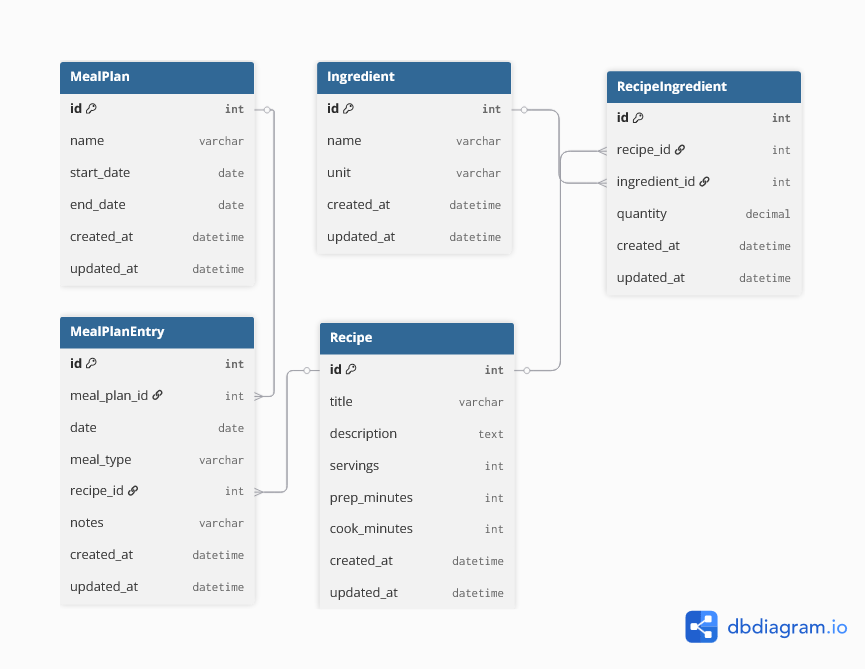 MealPlan
id int
name varchar
start_date date
end_date date
created_at datetime
updated_at datetime
Ingredient
id int
name varchar
unit varchar
created_at datetime
updated_at datetime
RecipeIngredient
id int
recipe_id int
ingredient_id int
quantity decimal
created_at datetime
updated_at datetime
MealPlanEntry
id int
meal_plan_id int
date date
meal_type varchar
recipe_id int
notes varchar
created_at datetime
updated_at datetime
Recipe
id int
title varchar
description text
servings int
prep_minutes int
cook_minutes int
created_at datetime
updated_at datetime
dbdiagram.io